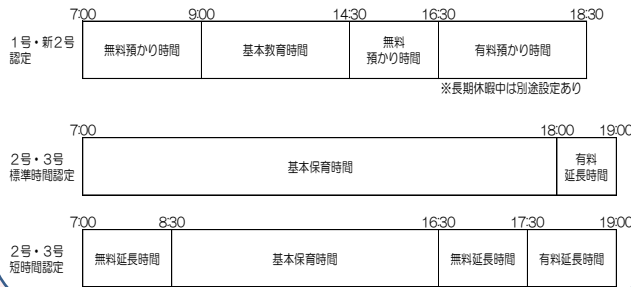 7:00 9:00 14:30 16:30 18:30
1号・新2号
認定
無料預かり時間 基本教育時間 無料
預かり時間 有料預かり時間
※長期休暇中は別途設定あり
7:00 18:00 19:00
2号・3号
標準時間認定
基本保育時間 有料
延長時間
7:00 8:30 16:30 17:30 19:00
2号・3号
短時間認定
無料延長時間 基本保育時間 無料延長時間 有料延長時間